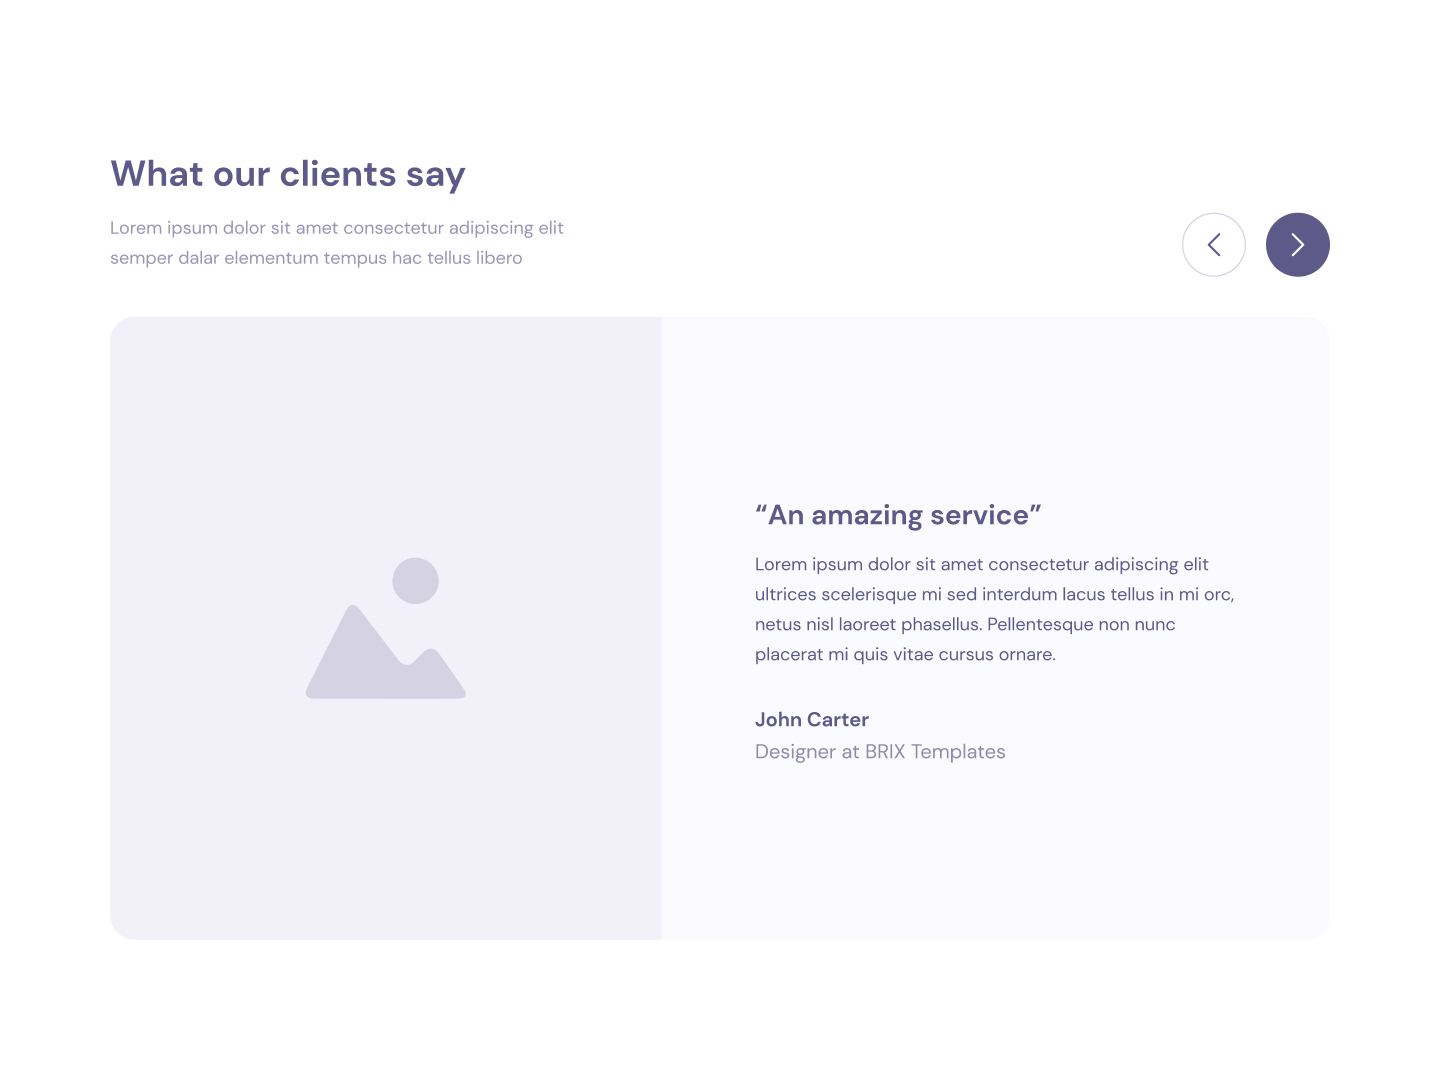 What our clients say
Lorem ipsum dolor sit amet consectetur adipiscing elit
semper dalar elementum tempus hac tellus libero
“An amazing service”
Lorem ipsum dolor sit amet consectetur adipiscing elit
ultrices scelerisque mi sed interdum lacus tellus in mi orc,
netus nisl laoreet phasellus. Pellentesque non nunc
placerat mi quis vitae cursus ornare.
John Carter
Designer at BRIX Templates